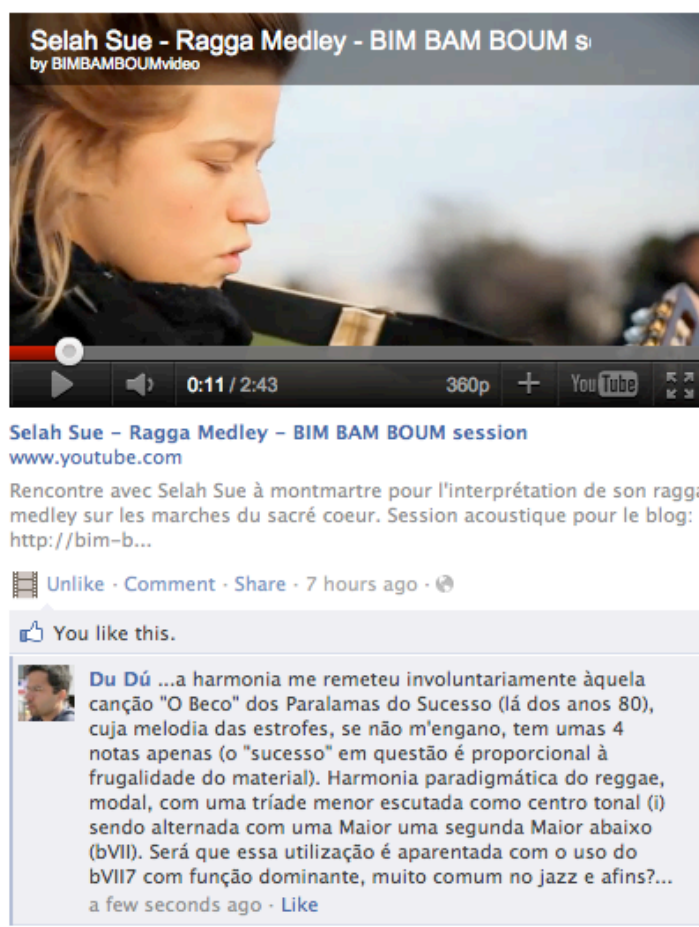 Selah Sue - Ragga Medley - BIM BAM BOUM s
by BIMBAMBOUMvideo
0:11 / 2:43
360p
YouTube
Selah Sue – Ragga Medley – BIM BAM BOUM session
www.youtube.com
Rencontre avec Selah Sue à montmartre pour l'interprétation de son ragga
medley sur les marches du sacré coeur. Session acoustique pour le blog:
http://bim-b...
Unlike · Comment · Share · 7 hours ago ·
You like this.
Du Dú ...a harmonia me remeteu involuntariamente àquela
canção "O Beco" dos Paralamas do Sucesso (lá dos anos 80),
cuja melodia das estrofes, se não m'engano, tem umas 4
notas apenas (o "sucesso" em questão é proporcional à
frugalidade do material). Harmonia paradigmática do reggae,
modal, com uma tríade menor escutada como centro tonal (i)
sendo alternada com uma Maior uma segunda Maior abaixo
(bVII). Será que essa utilização é aparentada com o uso do
bVII7 com função dominante, muito comum no jazz e afins?...
a few seconds ago · Like